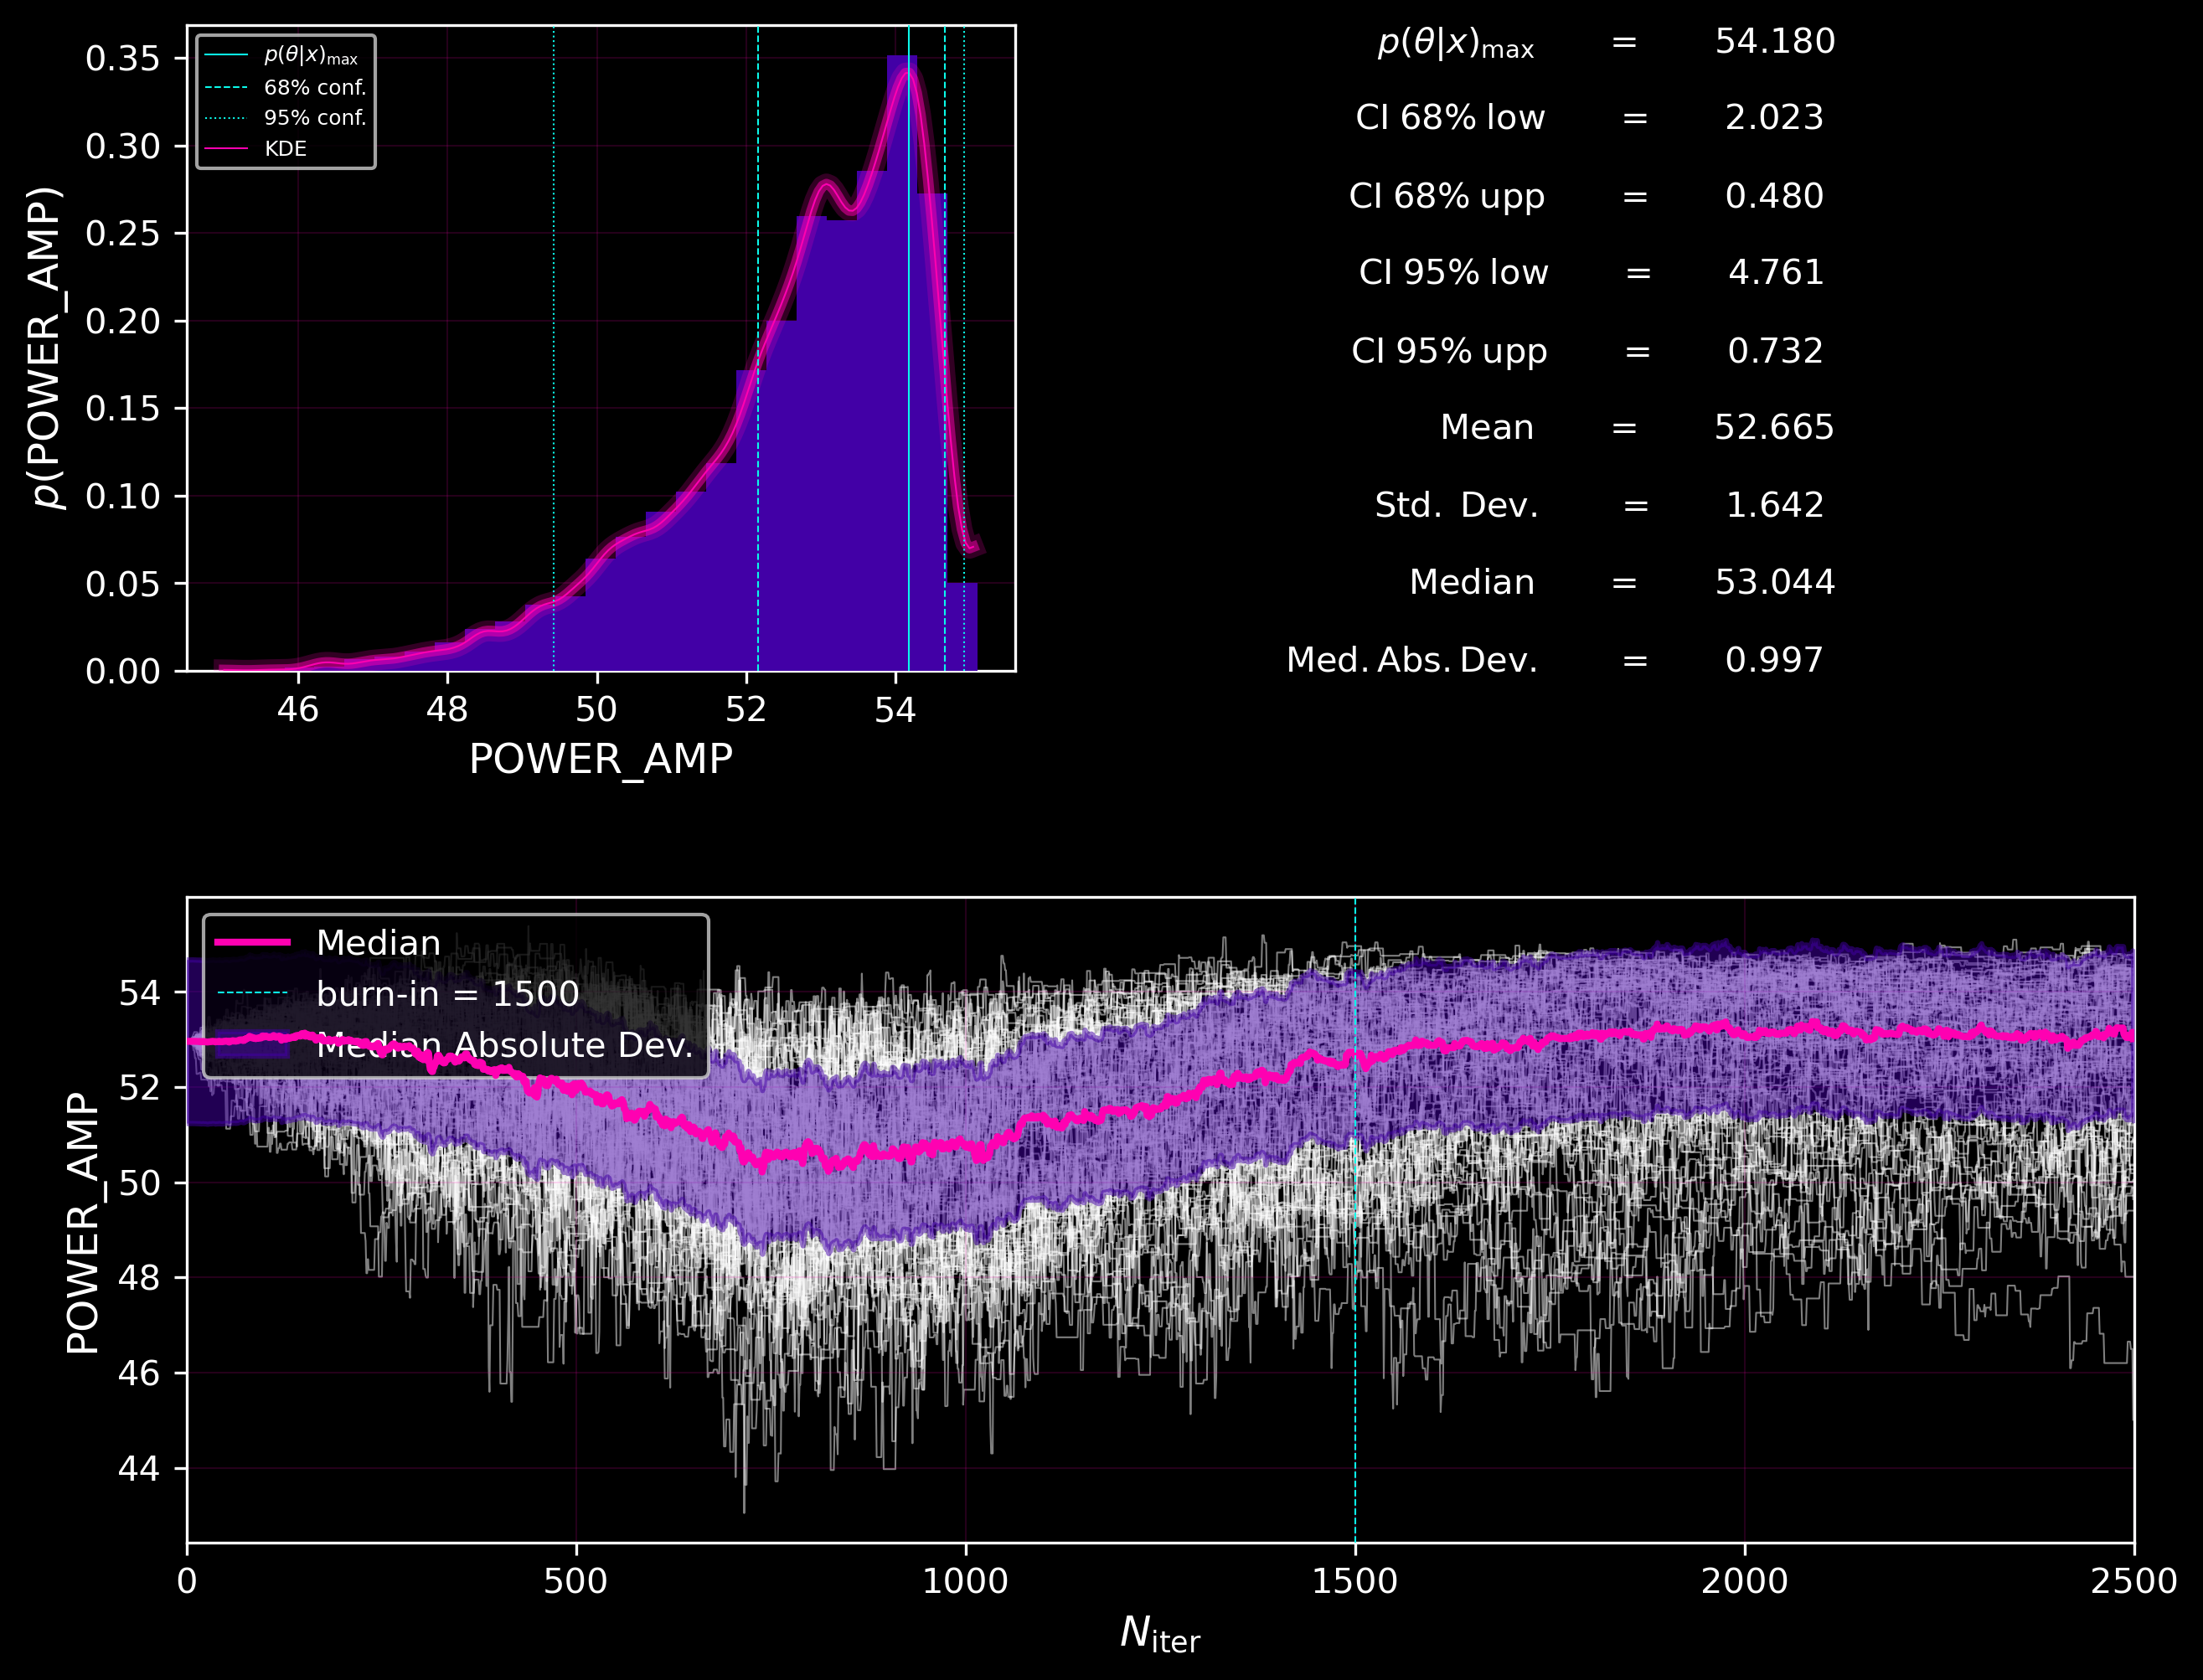 p(θ|x)max
68% conf.
95% conf.
KDE
0.35
0.30
0.25
0.20
0.15
0.10
0.05
0.00
p(POWER_AMP)
46 48 50 52 54
POWER_AMP
p(θ|x)max = 54.180
CI 68% low = 2.023
CI 68% upp = 0.480
CI 95% low = 4.761
CI 95% upp = 0.732
Mean = 52.665
Std. Dev. = 1.642
Median = 53.044
Med. Abs. Dev. = 0.997
Median
burn-in = 1500
Median Absolute Dev.
54
52
50
48
46
44
POWER_AMP
0 500 1000 1500 2000 2500
Niter